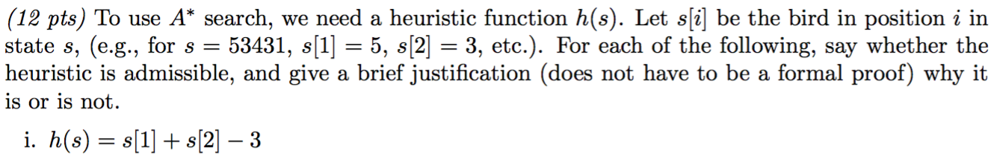 (12 pts) To use A* search, we need a heuristic function h(s). Let s[i] be the bird in position i in
state s, (e.g., for s = 53431, s[1] = 5, s[2] = 3, etc.). For each of the following, say whether the
heuristic is admissible, and give a brief justification (does not have to be a formal proof) why it
is or is not.
i. h(s) = s[1] + s[2] − 3